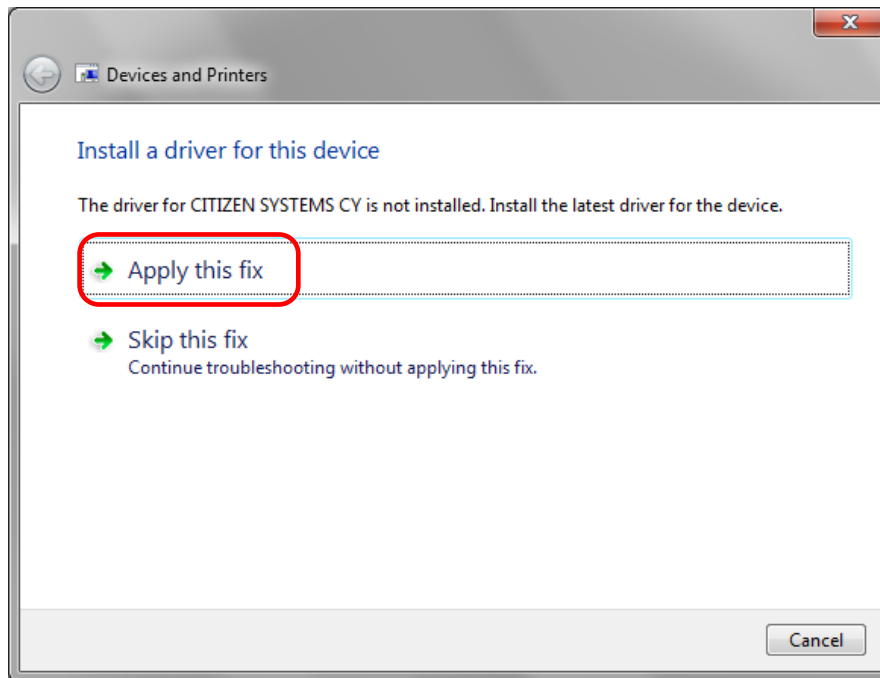 Devices and Printers
Install a driver for this device
The driver for CITIZEN SYSTEMS CY is not installed. Install the latest driver for the device.
Apply this fix
Skip this fix
Continue troubleshooting without applying this fix.
Cancel